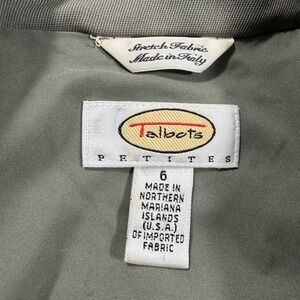 Stretch Fabric
Made in Italy
Talbots
PETITES
6
MADE IN
NORTHERN
MARIANA
ISLANDS
(U.S.A.)
OF IMPORTED
FABRIC